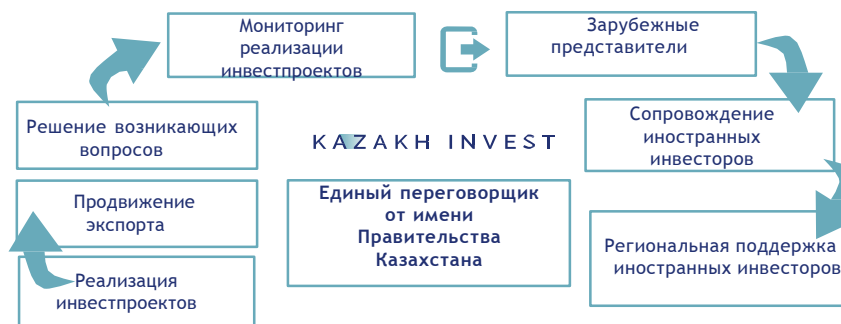 Мониторинг
реализации
инвестпроектов
Зарубежные
представители
Решение возникающих
вопросов
KAZAKH INVEST
Сопровождение
иностранных
инвесторов
Продвижение
экспорта
Единый переговорщик
от имени
Правительства
Казахстана
Региональная поддержка
иностранных инвесторов
Реализация
инвестпроектов